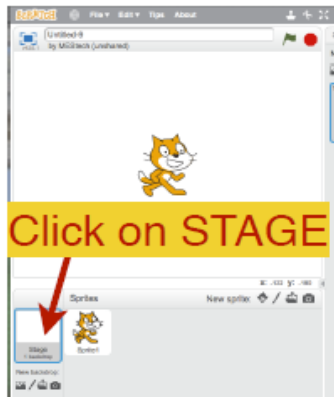 SCRATCH File Edit Tips About
Untitled-9
by MEStech (unshared)
Click on STAGE
Sprites New sprite:
Stage
1 backdrop
Sprite1
New backdrop: